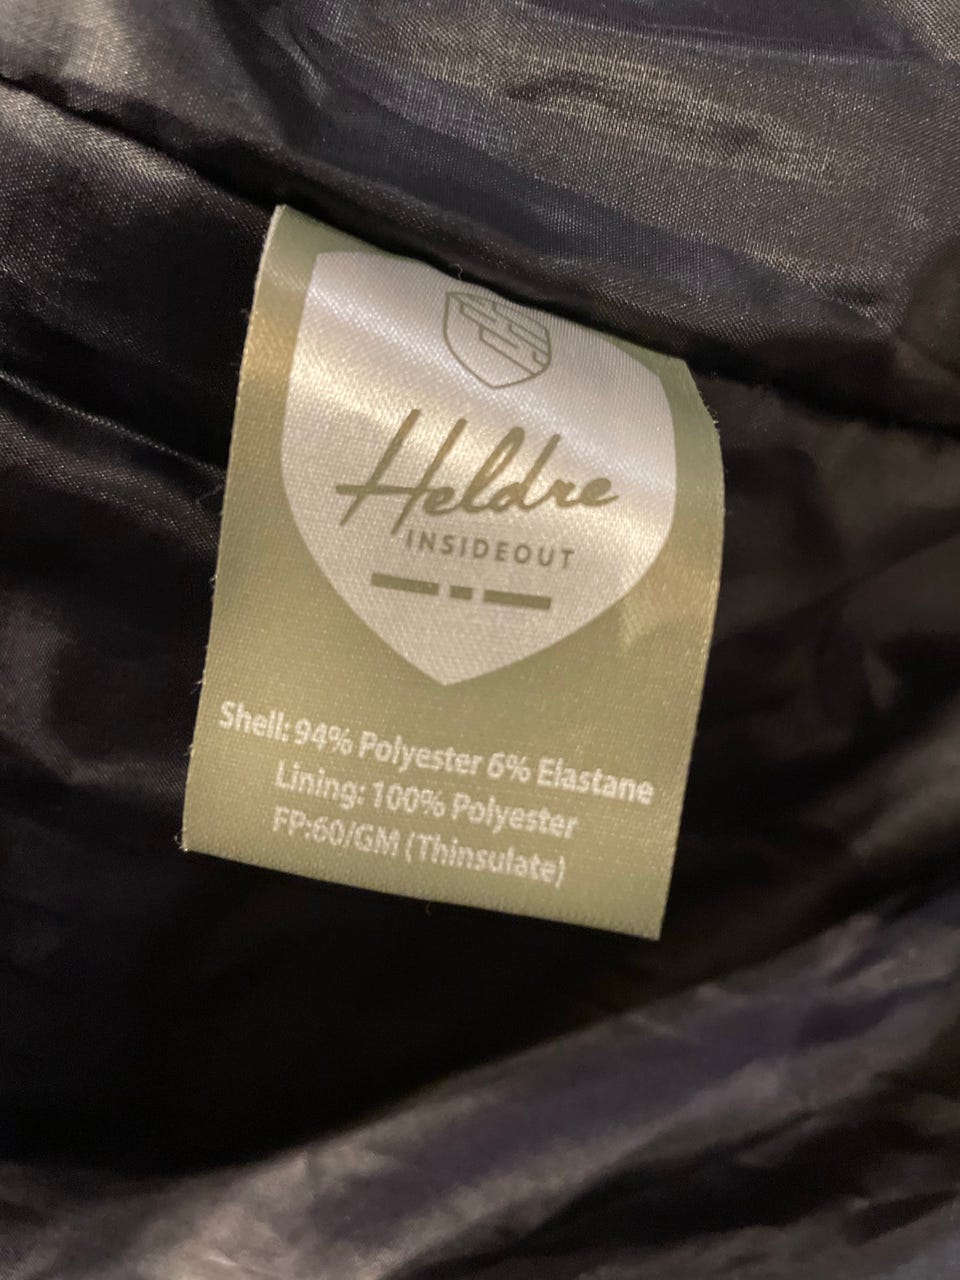 Heldre
INSIDEOUT
Shell: 94% Polyester 6% Elastane
Lining: 100% Polyester
FP:60/GM (Thinsulate)